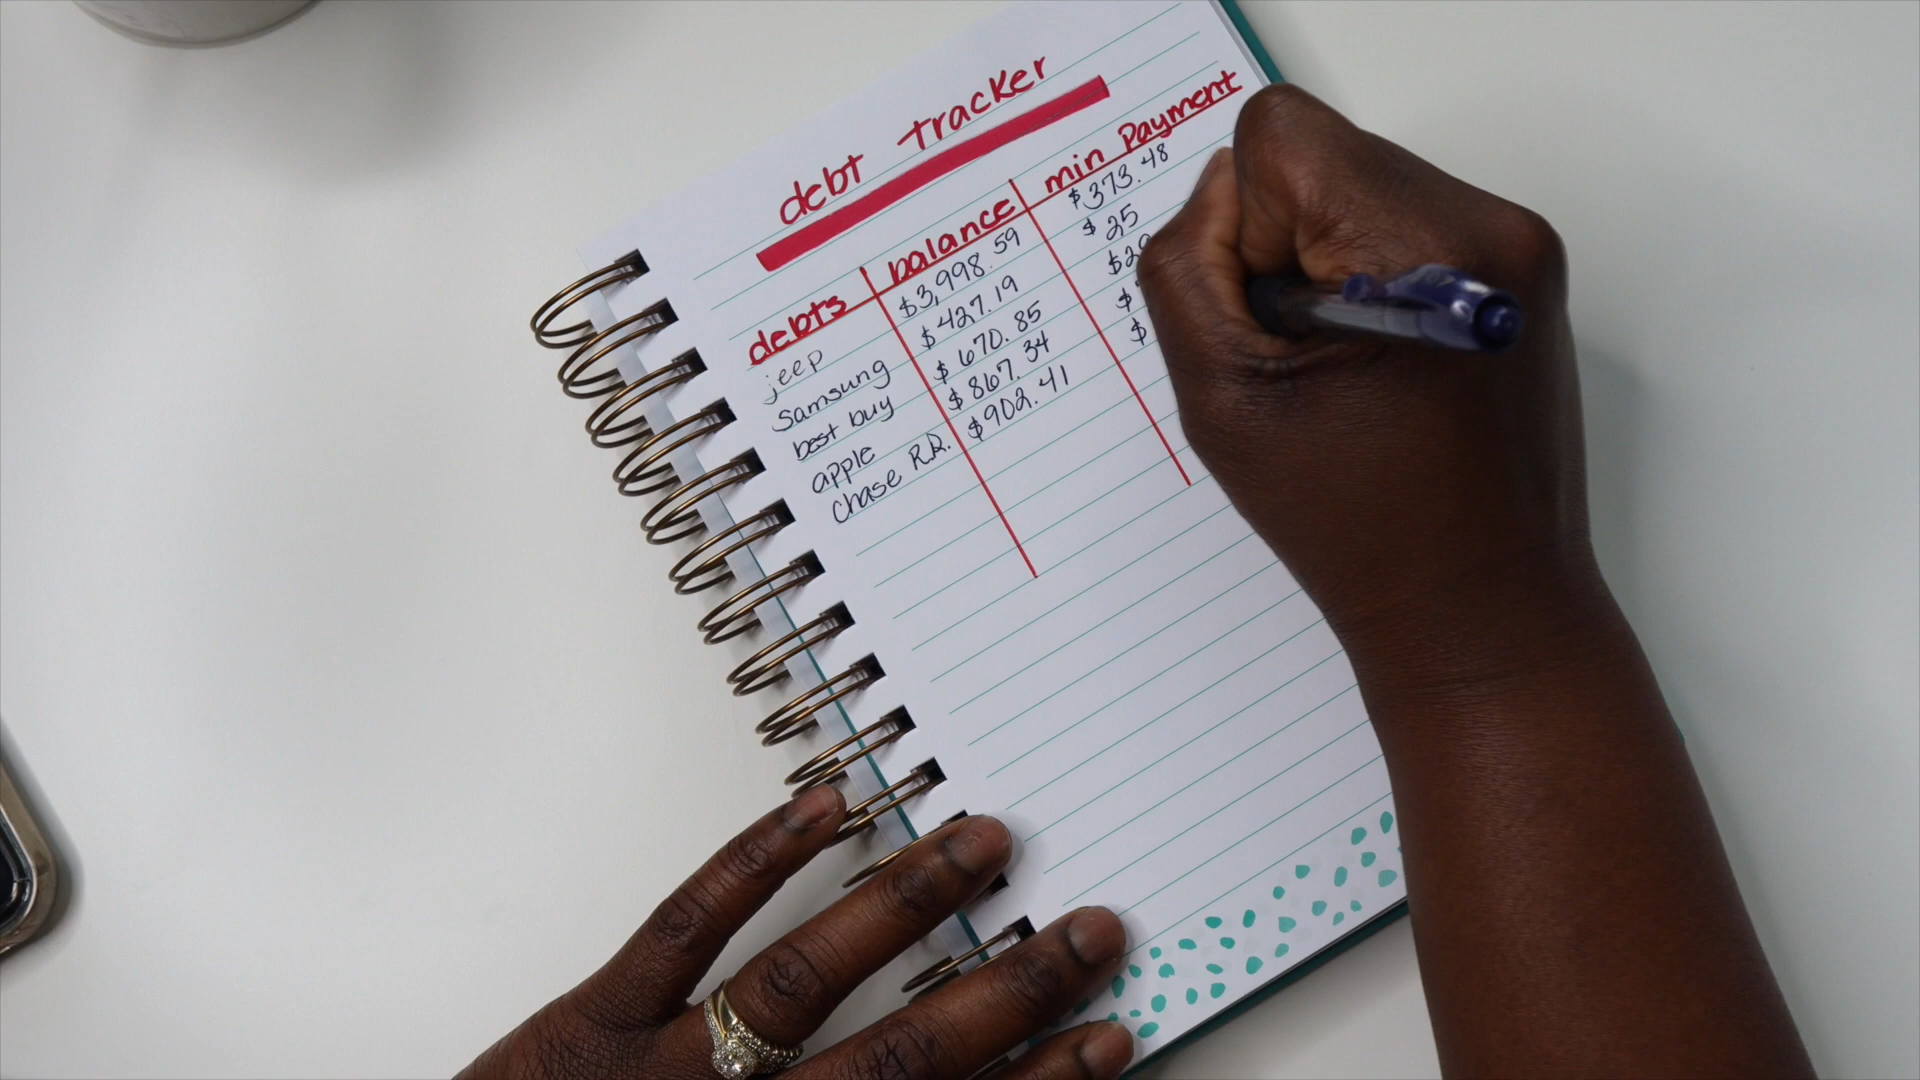 debt tracker
debts balance min Payment
jeep $3,998.59 $373.48
samsung $427.19 $25
best buy $670.85
apple $867.34 $
chase R.R. $902.41 $